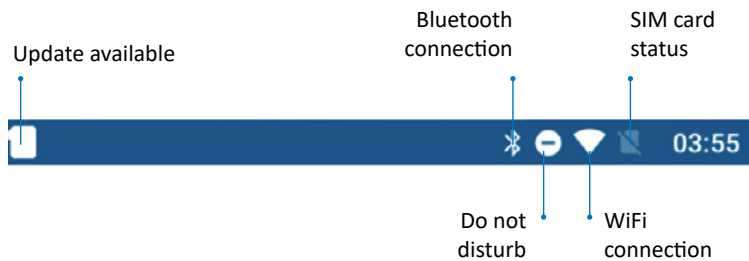 Bluetooth
connection
SIM card
status
Update available
03:55
Do not
disturb
WiFi
connection